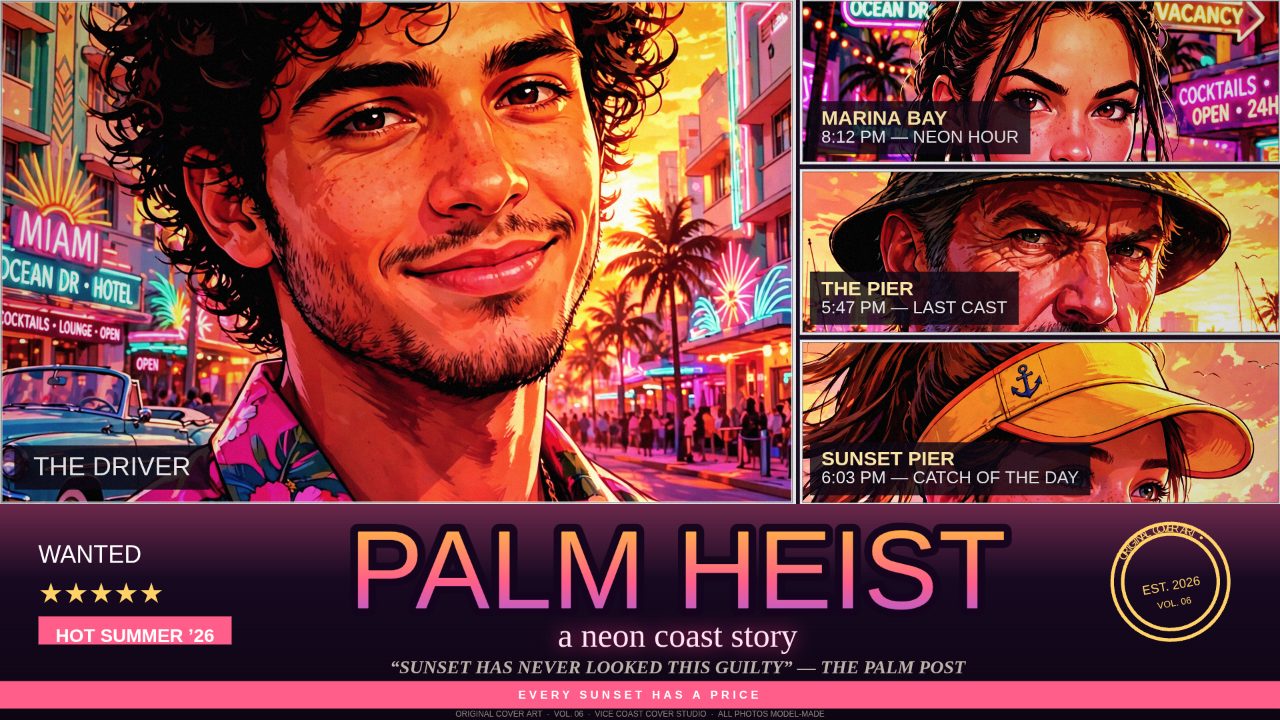 MIAMI
OCEAN DR • HOTEL
COCKTAILS • LOUNGE • OPEN
OPEN
THE DRIVER
OCEAN DR
VACANCY
COCKTAILS •
OPEN • 24H
MARINA BAY
8:12 PM — NEON HOUR
THE PIER
5:47 PM — LAST CAST
SUNSET PIER
6:03 PM — CATCH OF THE DAY
WANTED
★★★★★
HOT SUMMER ’26
PALM HEIST
a neon coast story
“SUNSET HAS NEVER LOOKED THIS GUILTY” — THE PALM POST
ORIGINAL COVER ART •
EST. 2026
VOL. 06
EVERY SUNSET HAS A PRICE
ORIGINAL COVER ART - VOL. 06 - VICE COAST COVER STUDIO - ALL PHOTOS MODEL-MADE